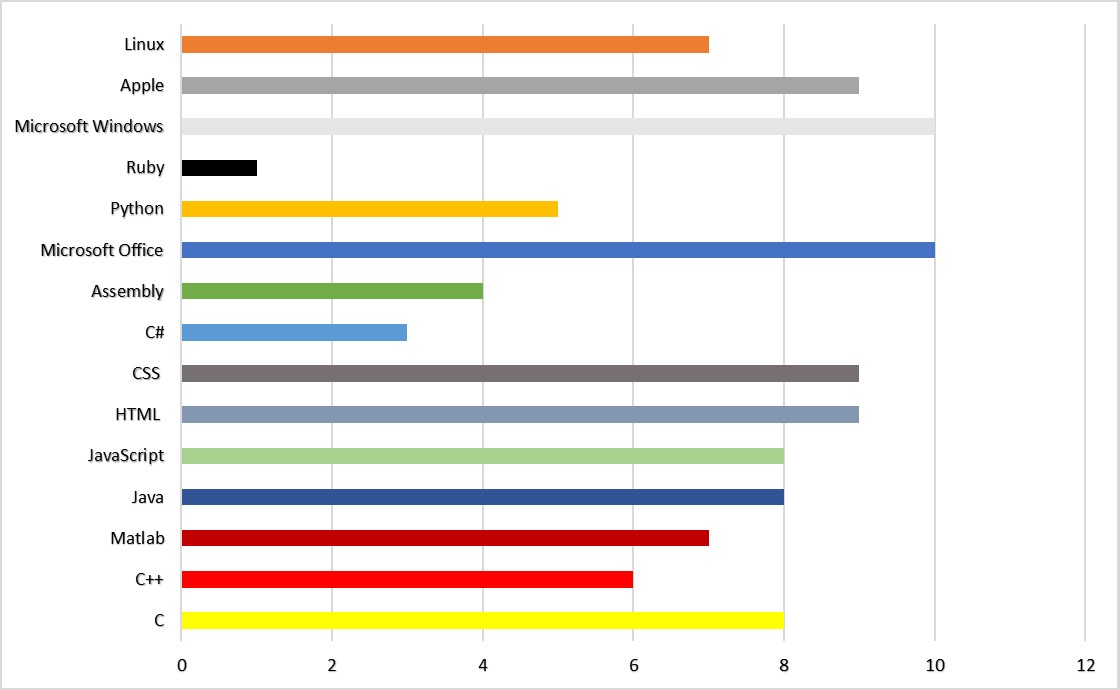 Linux
Apple
Microsoft Windows
Ruby
Python
Microsoft Office
Assembly
C#
CSS
HTML
JavaScript
Java
Matlab
C++
C
0 2 4 6 8 10 12